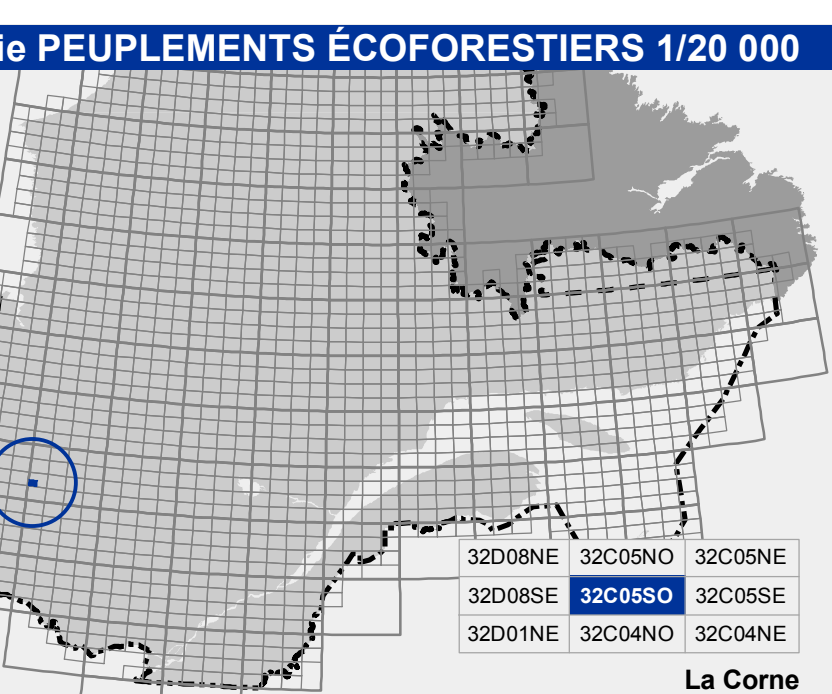 ie PEUPLEMENTS ÉCOFORESTIERS 1/20 000
32D08NE 32C05NO 32C05NE
32D08SE 32C05SO 32C05SE
32D01NE 32C04NO 32C04NE
La Corne